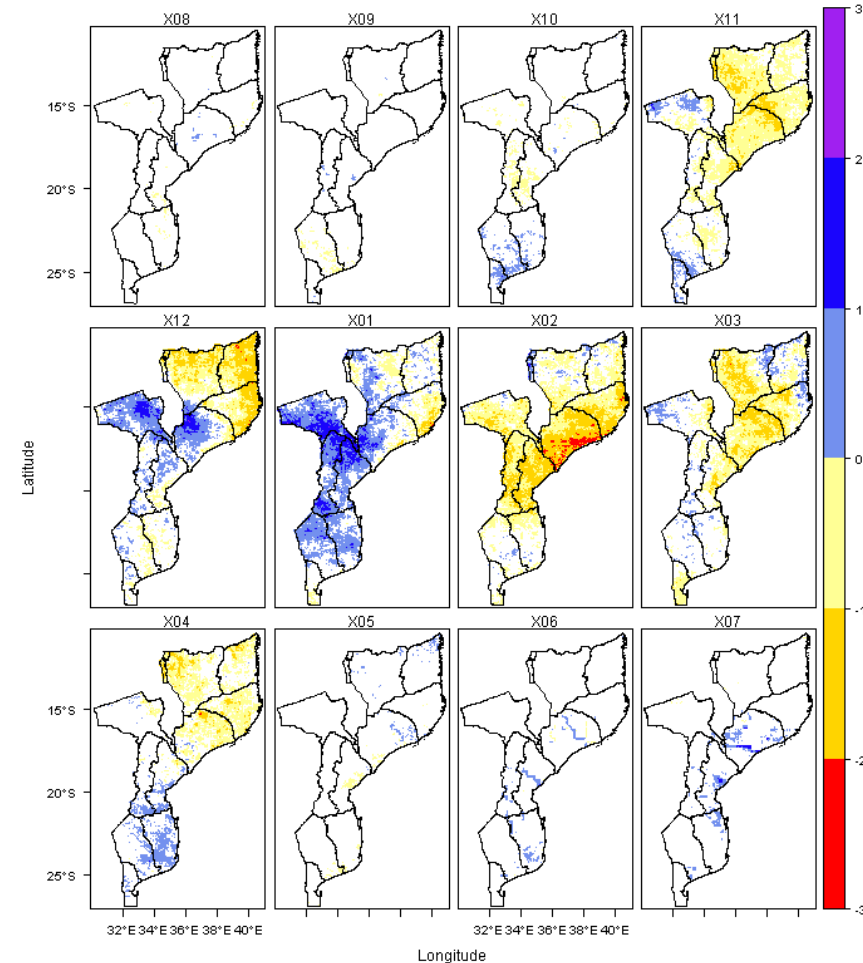 X08 X09 X10 X11
3
2
1
0
-1
-2
-3
15°S
20°S
25°S
X12 X01 X02 X03
Latitude
X04 X05 X06 X07
15°S
20°S
25°S
32°E 34°E 36°E 38°E 40°E 32°E 34°E 36°E 38°E 40°E
Longitude